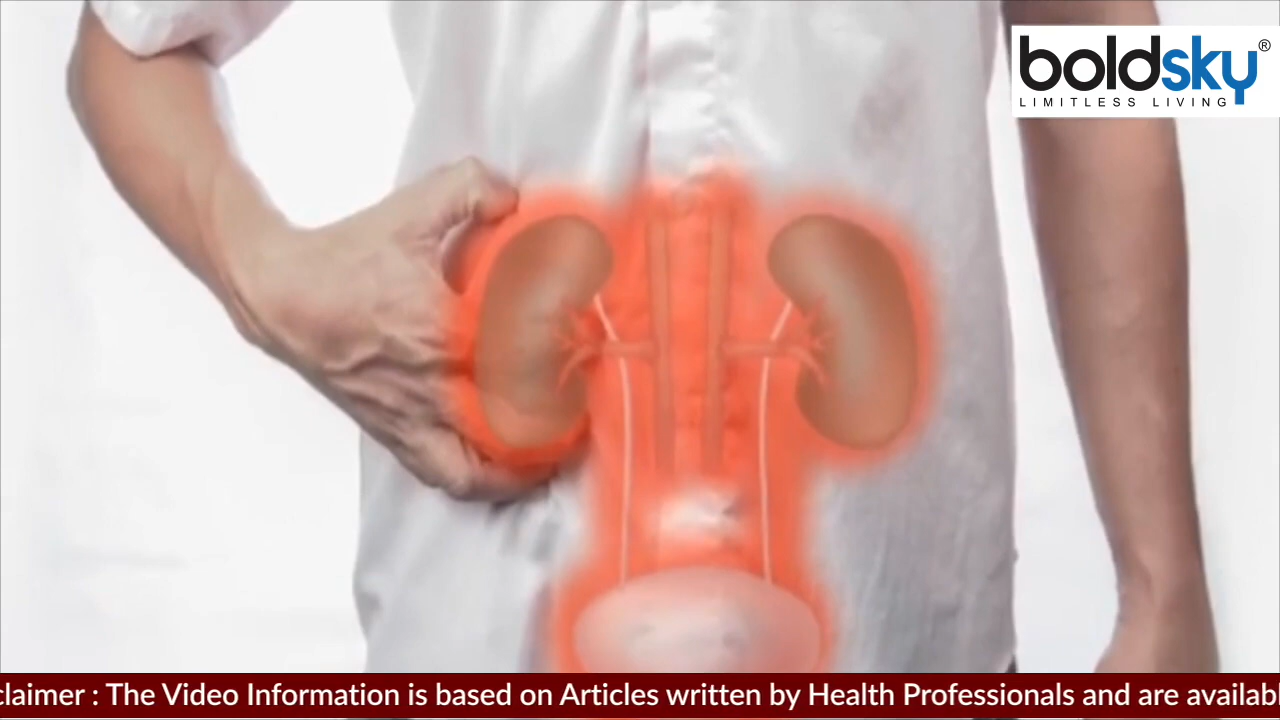 boldsky®
LIMITLESS LIVING
claimer : The Video Information is based on Articles written by Health Professionals and are availab